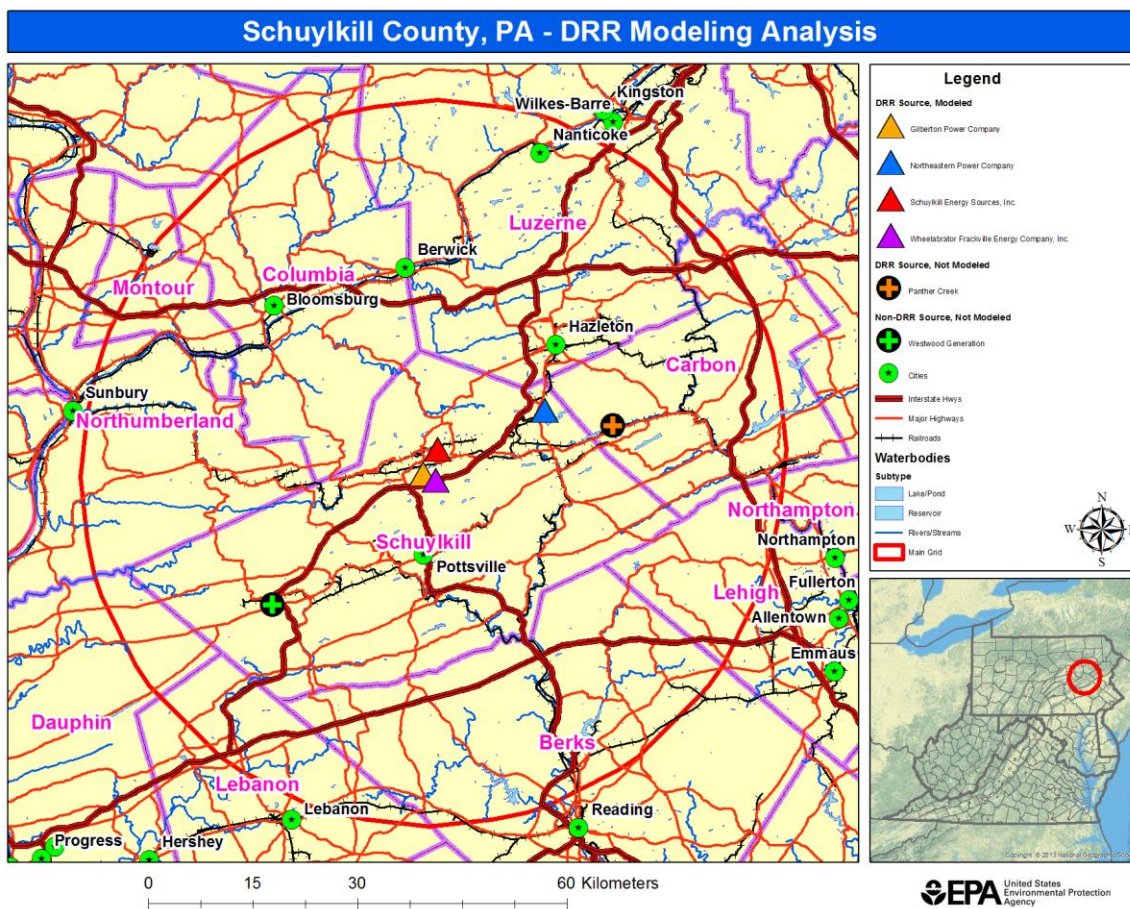 Schuylkill County, PA - DRR Modeling Analysis
Kingston
Wilkes-Barre
Nanticoke
Luzerne
Berwick
Columbia
Montour
Bloomsburg
Hazleton
Carbon
Sunbury
Northumberland
Northampton
Schuylkill
Northampton
Pottsville
Fullerton
Lehigh
Allentown
Emmaus
Dauphin
Berks
Lebanon
Lebanon
Reading
Progress
Hershey
0 15 30 60 Kilometers
Legend
DRR Source, Modeled
Gilberton Power Company
Northeastern Power Company
Schuylkill Energy Sources, Inc.
Wheelabrator Frackville Energy Company, Inc.
DRR Source, Not Modeled
Panther Creek
Non-DRR Source, Not Modeled
Westwood Generation
Cities
Interstate Hwys
Major Highways
Railroads
Waterbodies
Subtype
Lake/Pond
Reservoir
Rivers/Streams
Main Grid
N
W
S
EPA
United States
Environmental Protection
Agency